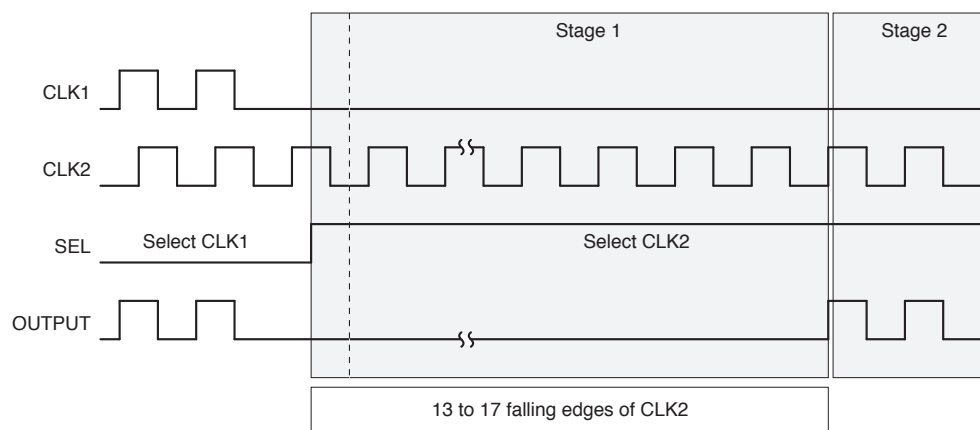 Stage 1
Stage 2
CLK1
CLK2
SEL
Select CLK1
Select CLK2
OUTPUT
13 to 17 falling edges of CLK2